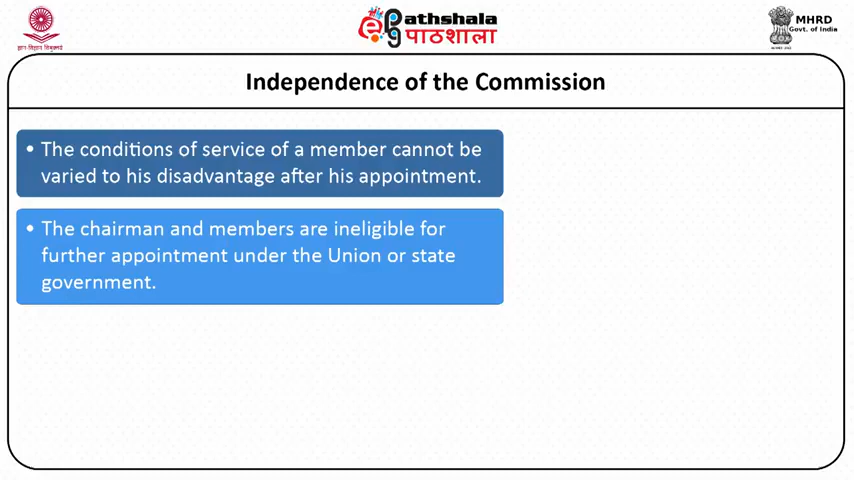 ज्ञान-विज्ञान विमुक्तये
Pathshala
पाठशाला
MHRD
Govt. of India
Independence of the Commission
• The conditions of service of a member cannot be
varied to his disadvantage after his appointment.
• The chairman and members are ineligible for
further appointment under the Union or state
government.